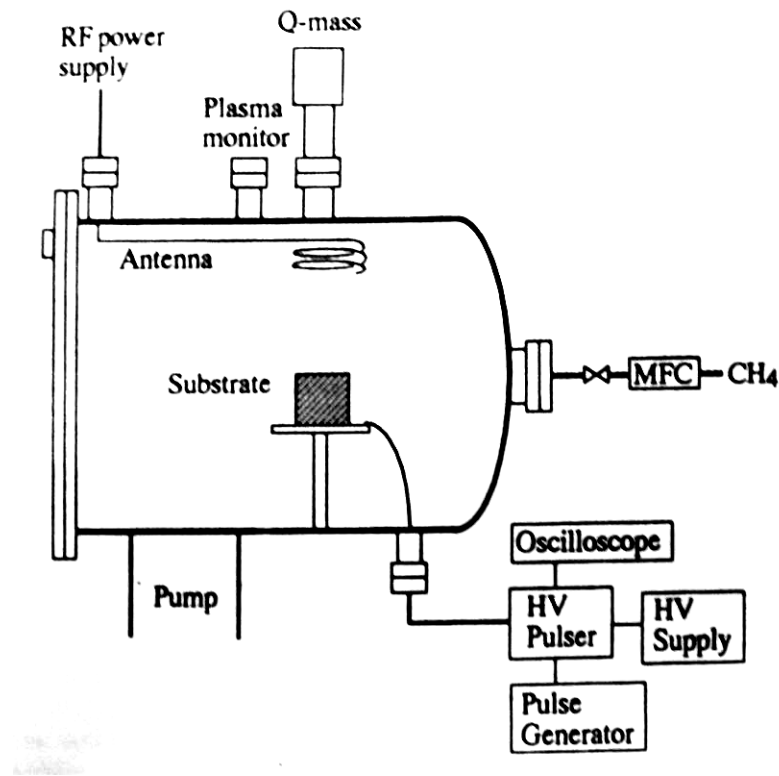 Q-mass
RF power
supply
Plasma
monitor
Antenna
Substrate
MFC
CH4
Oscilloscope
Pump
HV
Pulser
HV
Supply
Pulse
Generator